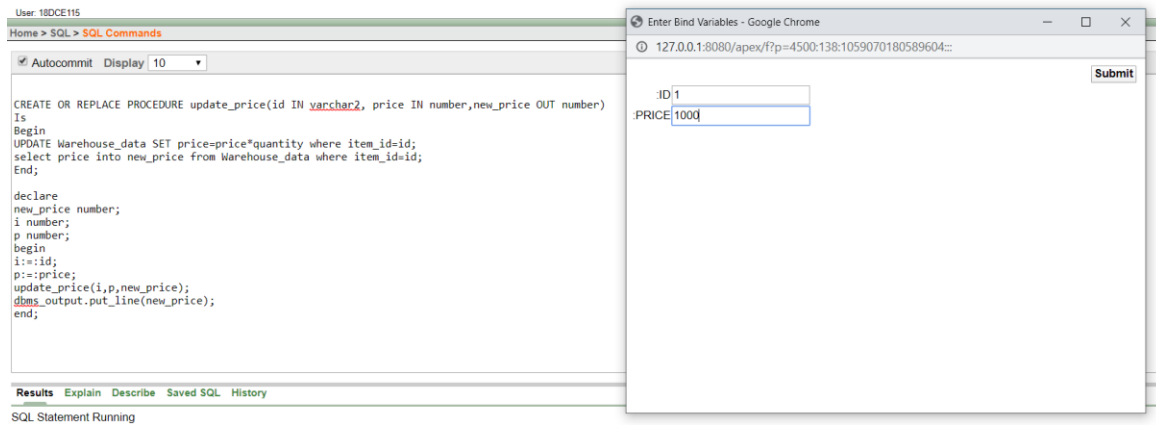 User: 18DCE115
Home > SQL > SQL Commands
Autocommit Display 10
CREATE OR REPLACE PROCEDURE update_price(id IN varchar2, price IN number,new_price OUT number)
Is
Begin
UPDATE Warehouse_data SET price=price*quantity where item_id=id;
select price into new_price from Warehouse_data where item_id=id;
End;
declare
new_price number;
i number;
p number;
begin
i:=:id;
p:=:price;
update_price(i,p,new_price);
dbms_output.put_line(new_price);
end;
Results Explain Describe Saved SQL History
SQL Statement Running
Enter Bind Variables - Google Chrome
127.0.0.1:8080/apex/f?p=4500:138:1059070180589604:::
Submit
:ID 1
:PRICE 1000